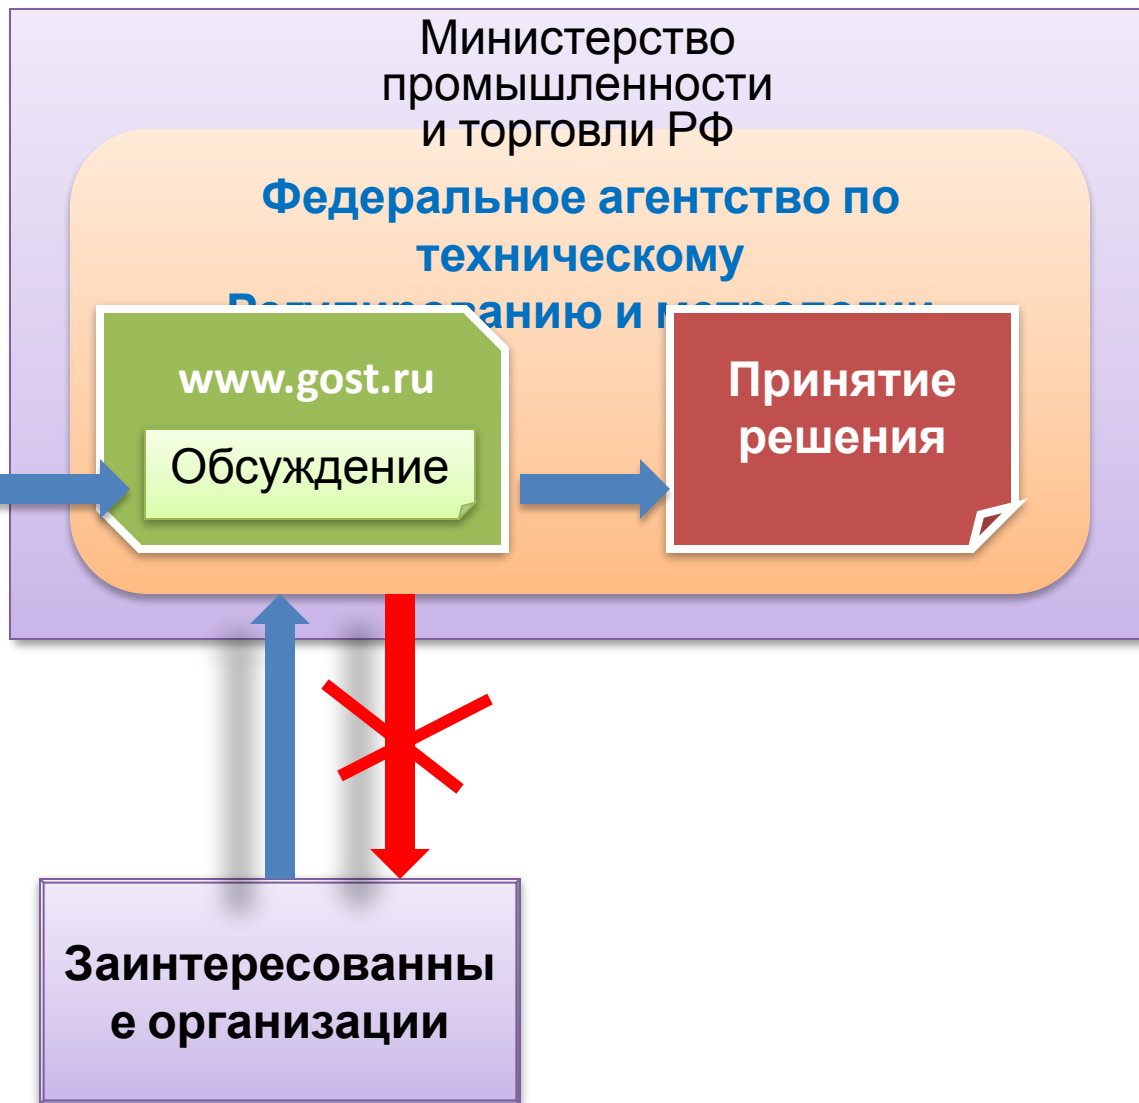 Министерство
промышленности
и торговли РФ
Федеральное агентство по
техническому
и
www.gost.ru
Обсуждение
Принятие
решения
Заинтересованны
е организации